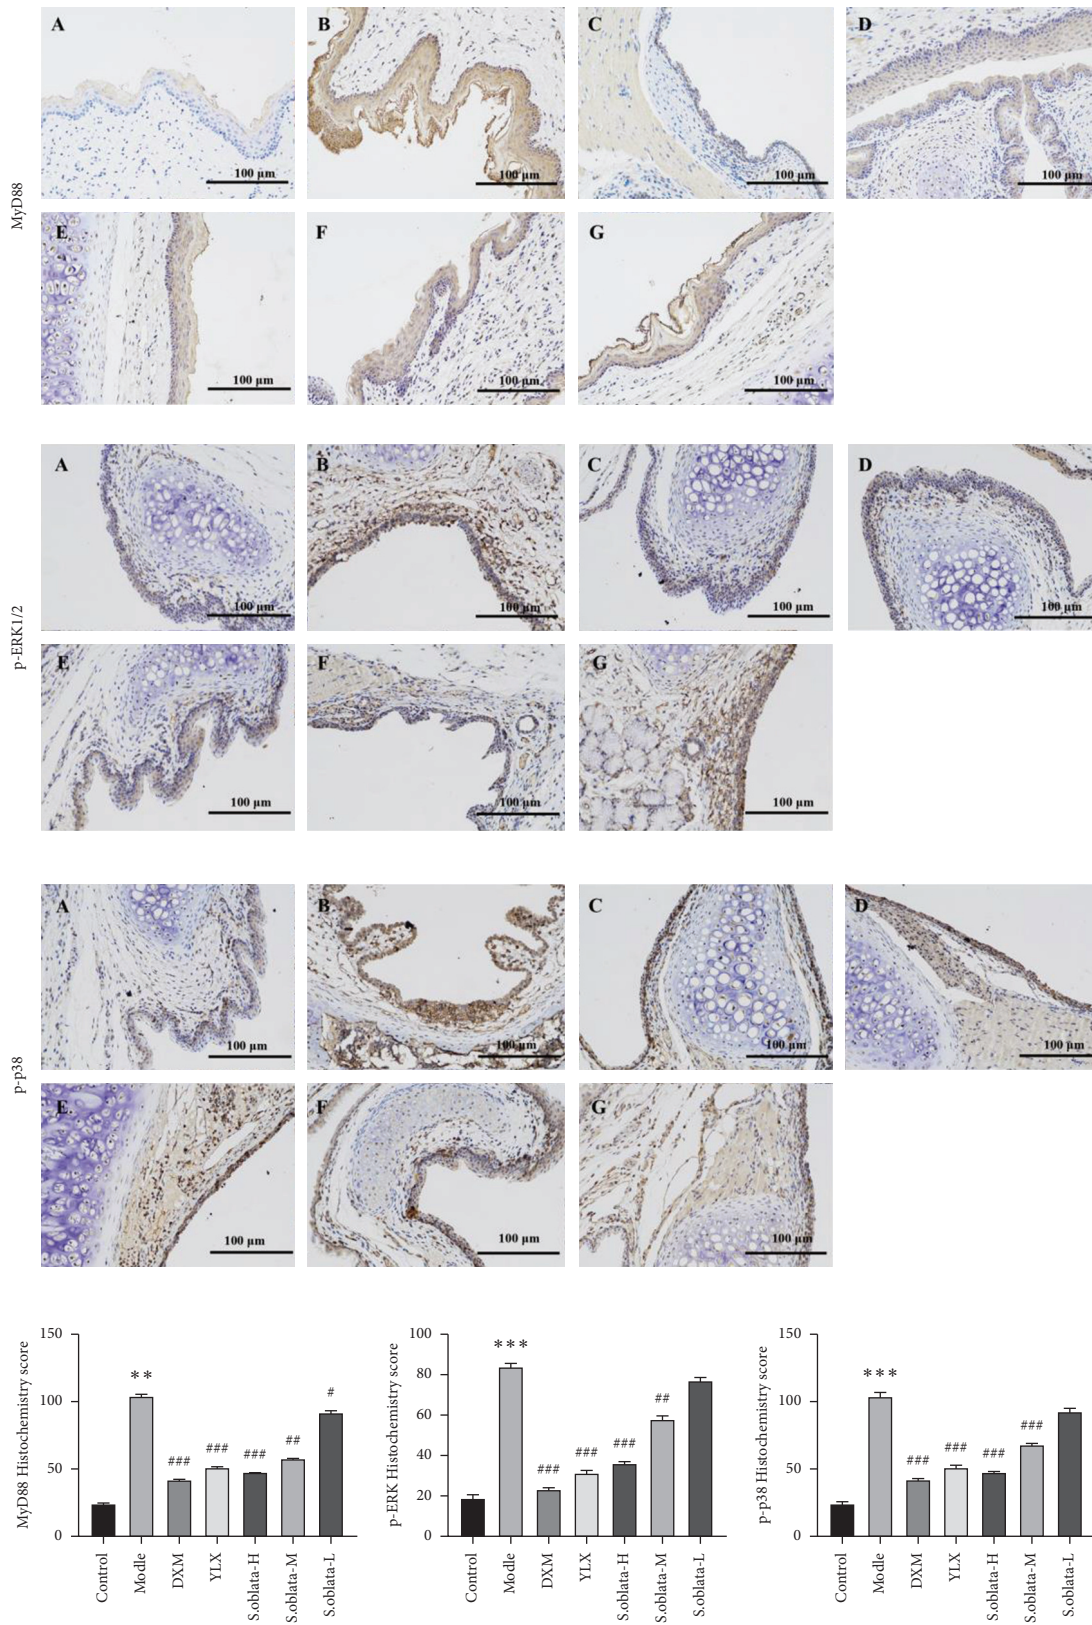 MyD88
A
B
C
D
100 μm
100 μm
100 μm
100 μm
E
F
G
100 μm
100 μm
100 μm
p-ERK1/2
A
B
C
D
100 μm
100 μm
100 μm
100 μm
E
F
G
100 μm
100 μm
100 μm
p-p38
A
B
C
D
100 μm
100 μm
100 μm
100 μm
E
F
G
100 μm
100 μm
100 μm
MyD88 Histochemistry score
150
100
50
0
**
###
###
###
##
#
Control
Modle
DXM
YLX
S.oblata-H
S.oblata-M
S.oblata-L
p-ERK Histochemistry score
100
80
60
40
20
0
***
###
###
###
##
Control
Modle
DXM
YLX
S.oblata-H
S.oblata-M
S.oblata-L
p-p38 Histochemistry score
150
100
50
0
***
###
###
###
###
Control
Modle
DXM
YLX
S.oblata-H
S.oblata-M
S.oblata-L